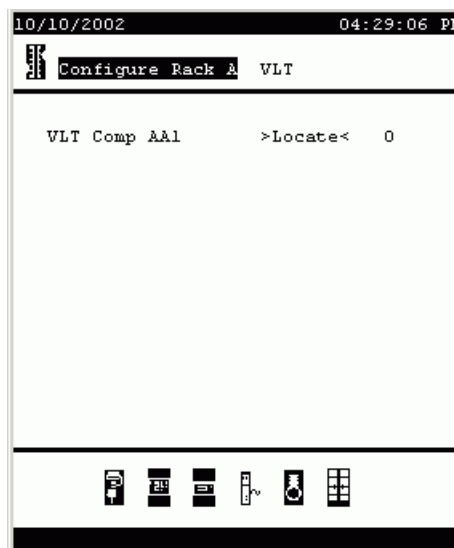 10/10/2002 04:29:06 P
Configure Rack A VLT
VLT Comp AA1 >Locate< 0